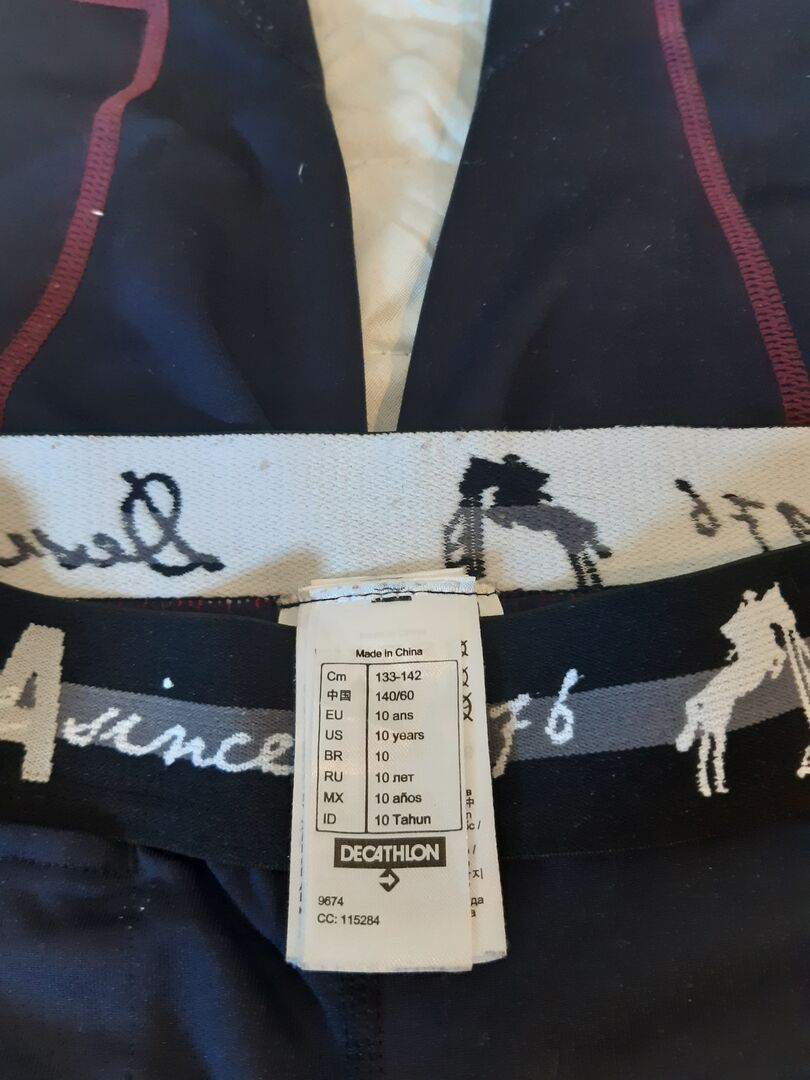 A since 76
Made in China
Cm 133-142
中国 140/60
EU 10 ans
US 10 years
BR 10
RU 10 лет
MX 10 años
ID 10 Tahun
DECATHLON
9674
CC: 115284